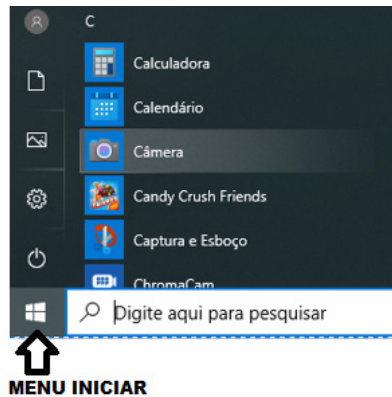 C
Calculadora
Calendário
Câmera
Candy Crush Friends
Captura e Esboço
ChromaCam
Digite aqui para pesquisar
MENU INICIAR